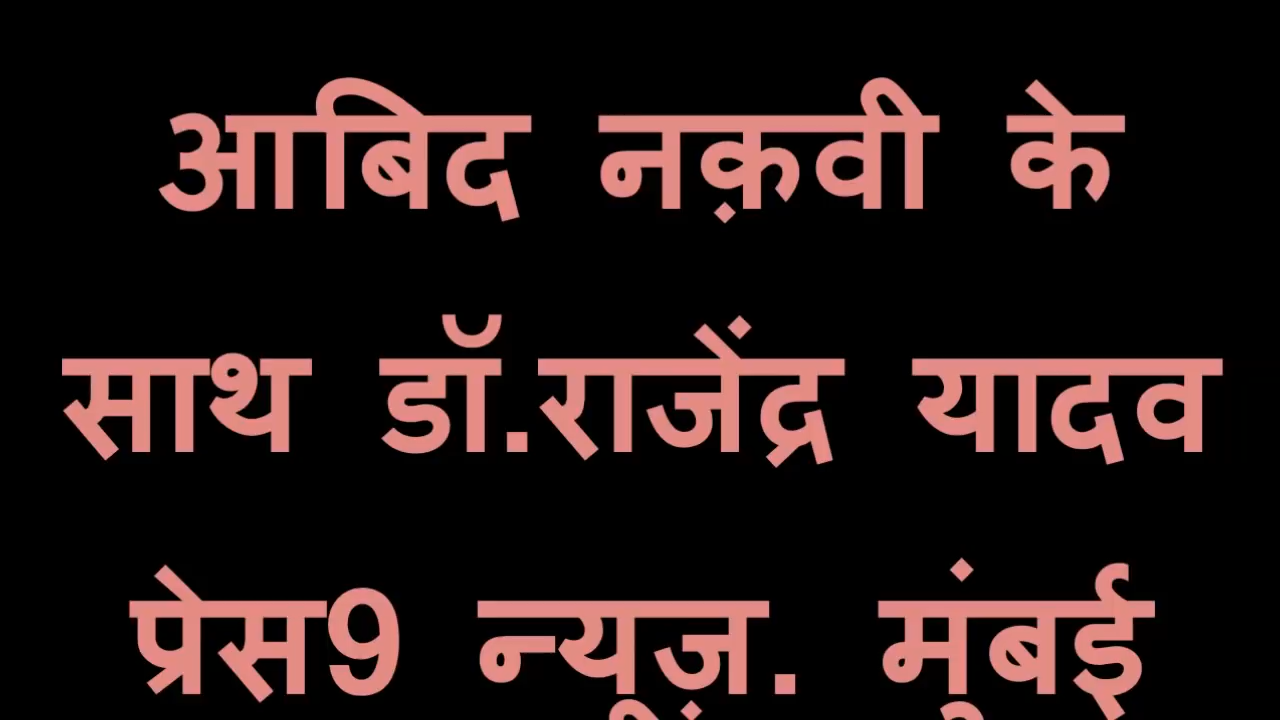 आबिद नक़वी के
साथ डॉ.राजेंद्र यादव
प्रेस9 न्यूज़. मुंबई